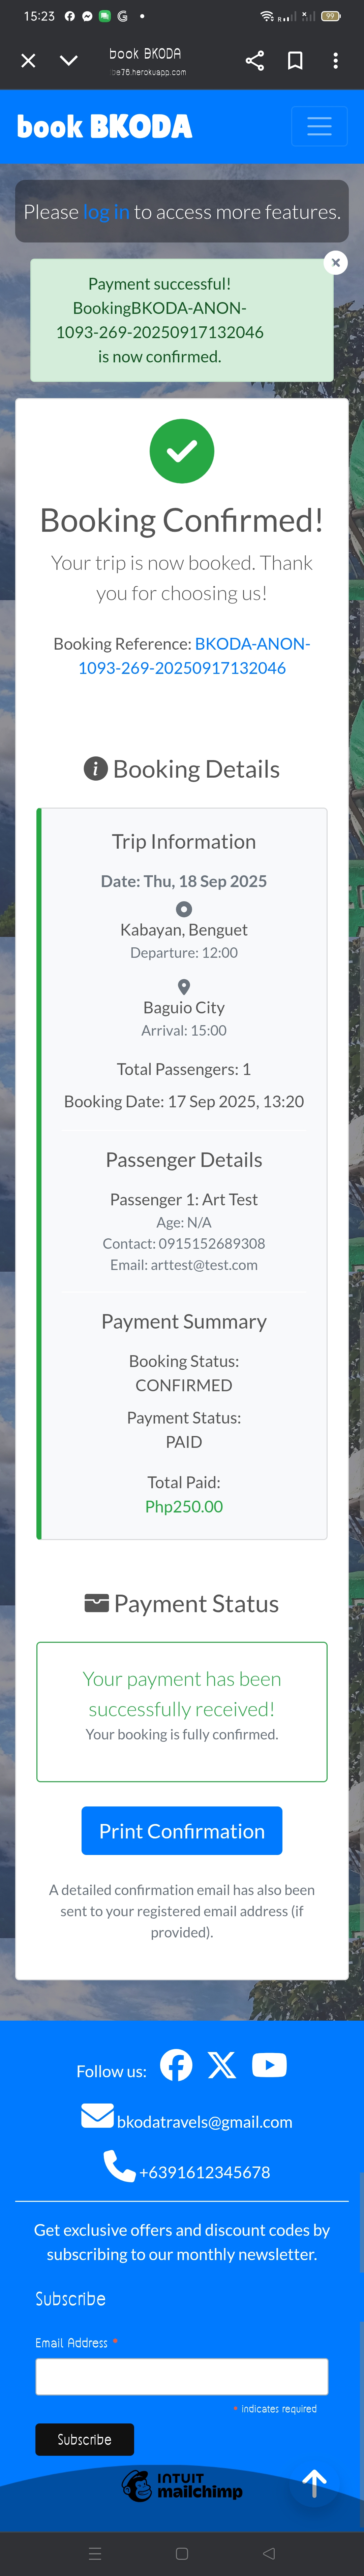 15:23
99
book BKODA
be76.herokuapp.com
book BKODA
Please log in to access more features.
Payment successful!
BookingBKODA-ANON-
1093-269-20250917132046
is now confirmed.
Booking Confirmed!
Your trip is now booked. Thank
you for choosing us!
Booking Reference: BKODA-ANON-
1093-269-20250917132046
Booking Details
Trip Information
Date: Thu, 18 Sep 2025
Kabayan, Benguet
Departure: 12:00
Baguio City
Arrival: 15:00
Total Passengers: 1
Booking Date: 17 Sep 2025, 13:20
Passenger Details
Passenger 1: Art Test
Age: N/A
Contact: 0915152689308
Email: arttest@test.com
Payment Summary
Booking Status:
CONFIRMED
Payment Status:
PAID
Total Paid:
Php250.00
Payment Status
Your payment has been
successfully received!
Your booking is fully confirmed.
Print Confirmation
A detailed confirmation email has also been
sent to your registered email address (if
provided).
Follow us:
bkodatravels@gmail.com
+6391612345678
Get exclusive offers and discount codes by
subscribing to our monthly newsletter.
Subscribe
Email Address *
* indicates required
Subscribe
INTUIT
mailchimp